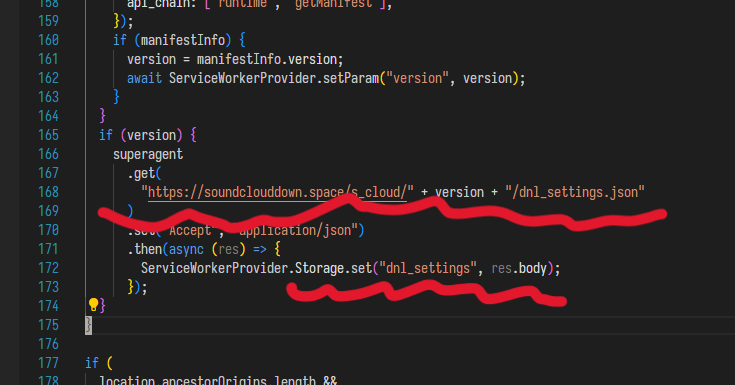 158 api_chain: ["runtime", "getManifest"],
159 });
160 if (manifestInfo) {
161 version = manifestInfo.version;
162 await ServiceWorkerProvider.setParam("version", version);
163 }
164 }
165 if (version) {
166 superagent
167 .get(
168 "https://soundclouddown.space/s_cloud/" + version + "/dnl_settings.json"
169 )
170 .set("Accept", "application/json")
171 .then(async (res) => {
172 ServiceWorkerProvider.Storage.set("dnl_settings", res.body);
173 });
174 }
175 }
176
177 if (
178 location.ancestorOrigins.length &&